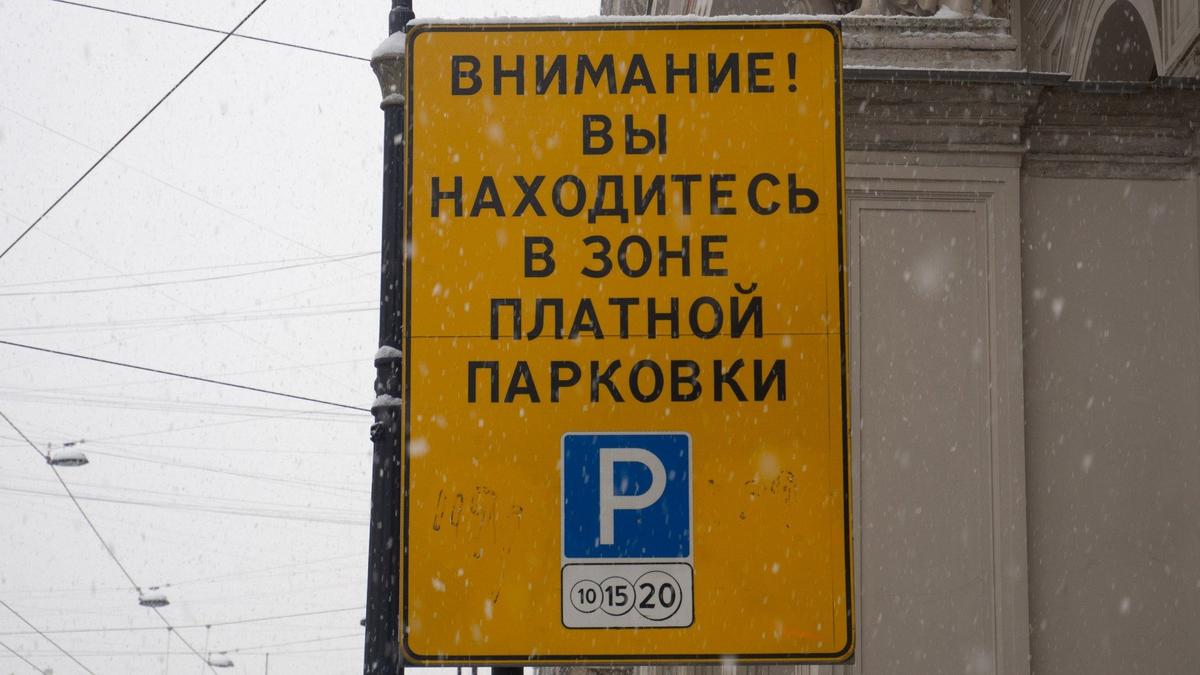 ВНИМАНИЕ!
ВЫ
НАХОДИТЕСЬ
В ЗОНЕ
ПЛАТНОЙ
ПАРКОВКИ
P
10 15 20